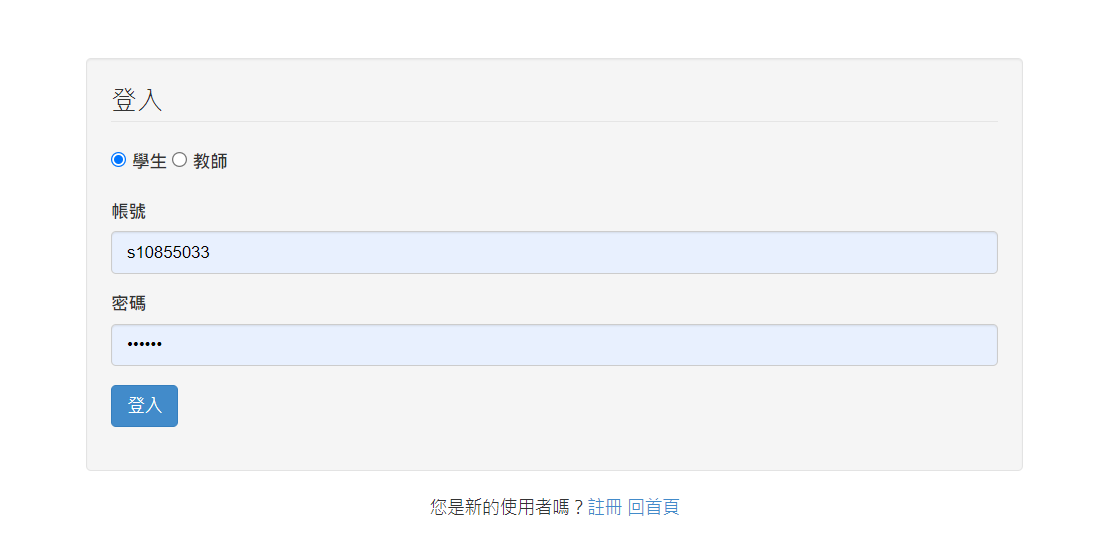 登入
學生 教師
帳號
s10855033
密碼
••••••
登入
您是新的使用者嗎？註冊 回首頁